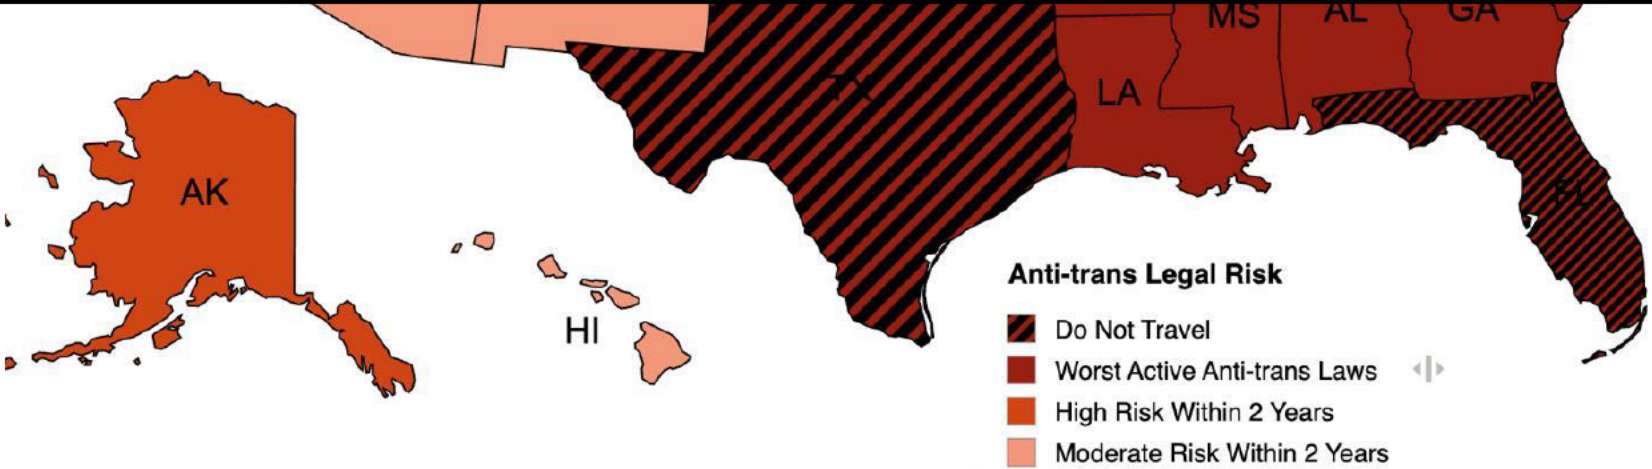 MS AL GA
TX
LA
AK
FL
HI
Anti-trans Legal Risk
Do Not Travel
Worst Active Anti-trans Laws
High Risk Within 2 Years
Moderate Risk Within 2 Years